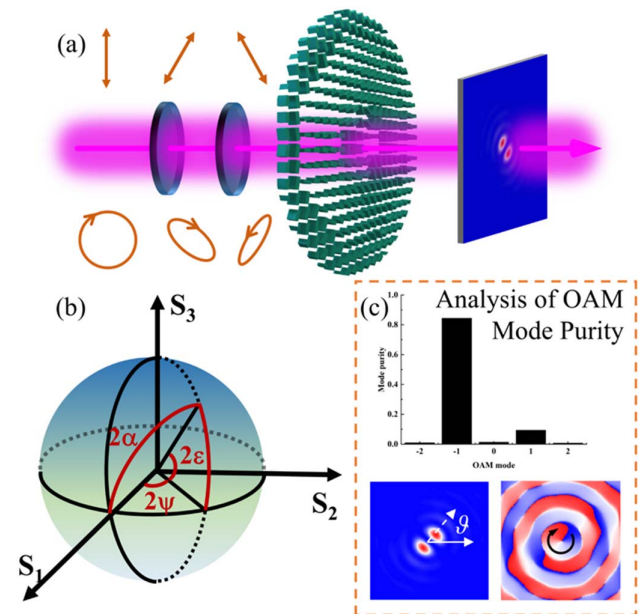 (a)
(b)
S₃
2α
2ε
2ψ
S₂
S₁
(c)
Analysis of OAM
Mode Purity
Mode purity
1.0
0.8
0.6
0.4
0.2
0.0
-2 -1 0 1 2
OAM mode
ϑ